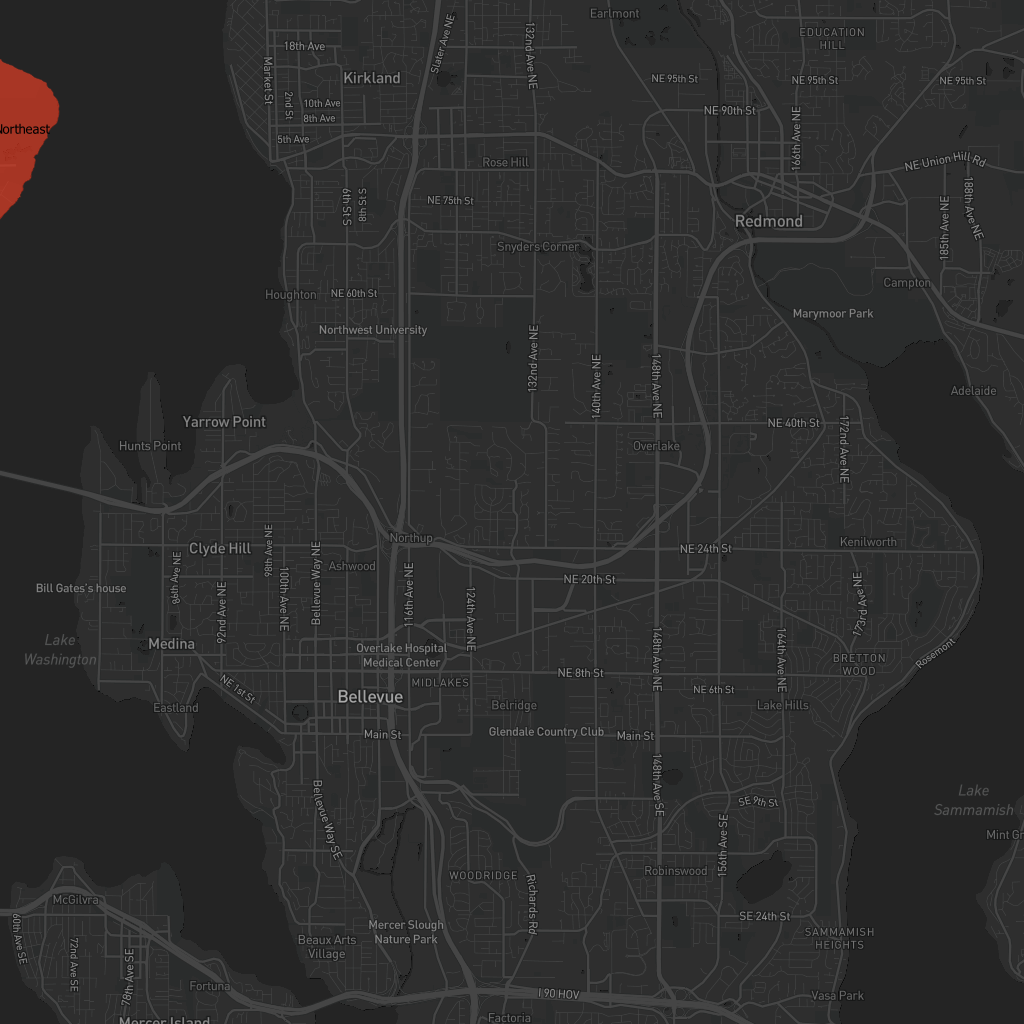 Earlmont
EDUCATION
HILL
18th Ave
Slater Ave NE
132nd Ave NE
Kirkland
Market St
NE 95th St
NE 95th St
NE 95th St
2nd St
10th Ave
8th Ave
NE 90th St
5th Ave
166th Ave NE
Northeast
Rose Hill
NE Union Hill Rd
6th St S
8th St S
NE 75th St
188th Ave NE
185th Ave NE
Redmond
Snyders Corner
Campton
Houghton
NE 60th St
Marymoor Park
Northwest University
132nd Ave NE
140th Ave NE
148th Ave NE
Adelaide
Yarrow Point
NE 40th St
172nd Ave NE
Hunts Point
Overlake
Northup
Clyde Hill
98th Ave NE
Bellevue Way NE
NE 24th St
Kenilworth
Ashwood
Bill Gates's house
86th Ave NE
92nd Ave NE
100th Ave NE
116th Ave NE
124th Ave NE
NE 20th St
173rd Ave NE
Lake
Washington
Medina
Overlake Hospital
Medical Center
148th Ave NE
164th Ave NE
Rosemont
BRETTON
WOOD
NE 8th St
NE 1st St
MIDLAKES
NE 6th St
Bellevue
Eastland
Belridge
Lake Hills
Main St
Glendale Country Club
Main St
148th Ave SE
Bellevue Way SE
SE 9th St
Lake
Sammamish
156th Ave SE
Mint Gr
WOODRIDGE
Robinswood
Richards Rd
McGilvra
60th Ave SE
72nd Ave SE
78th Ave SE
Mercer Slough
Nature Park
SE 24th St
Beaux Arts
Village
SAMMAMISH
HEIGHTS
Fortuna
I 90 HOV
Vasa Park
Factoria
Mercer Island